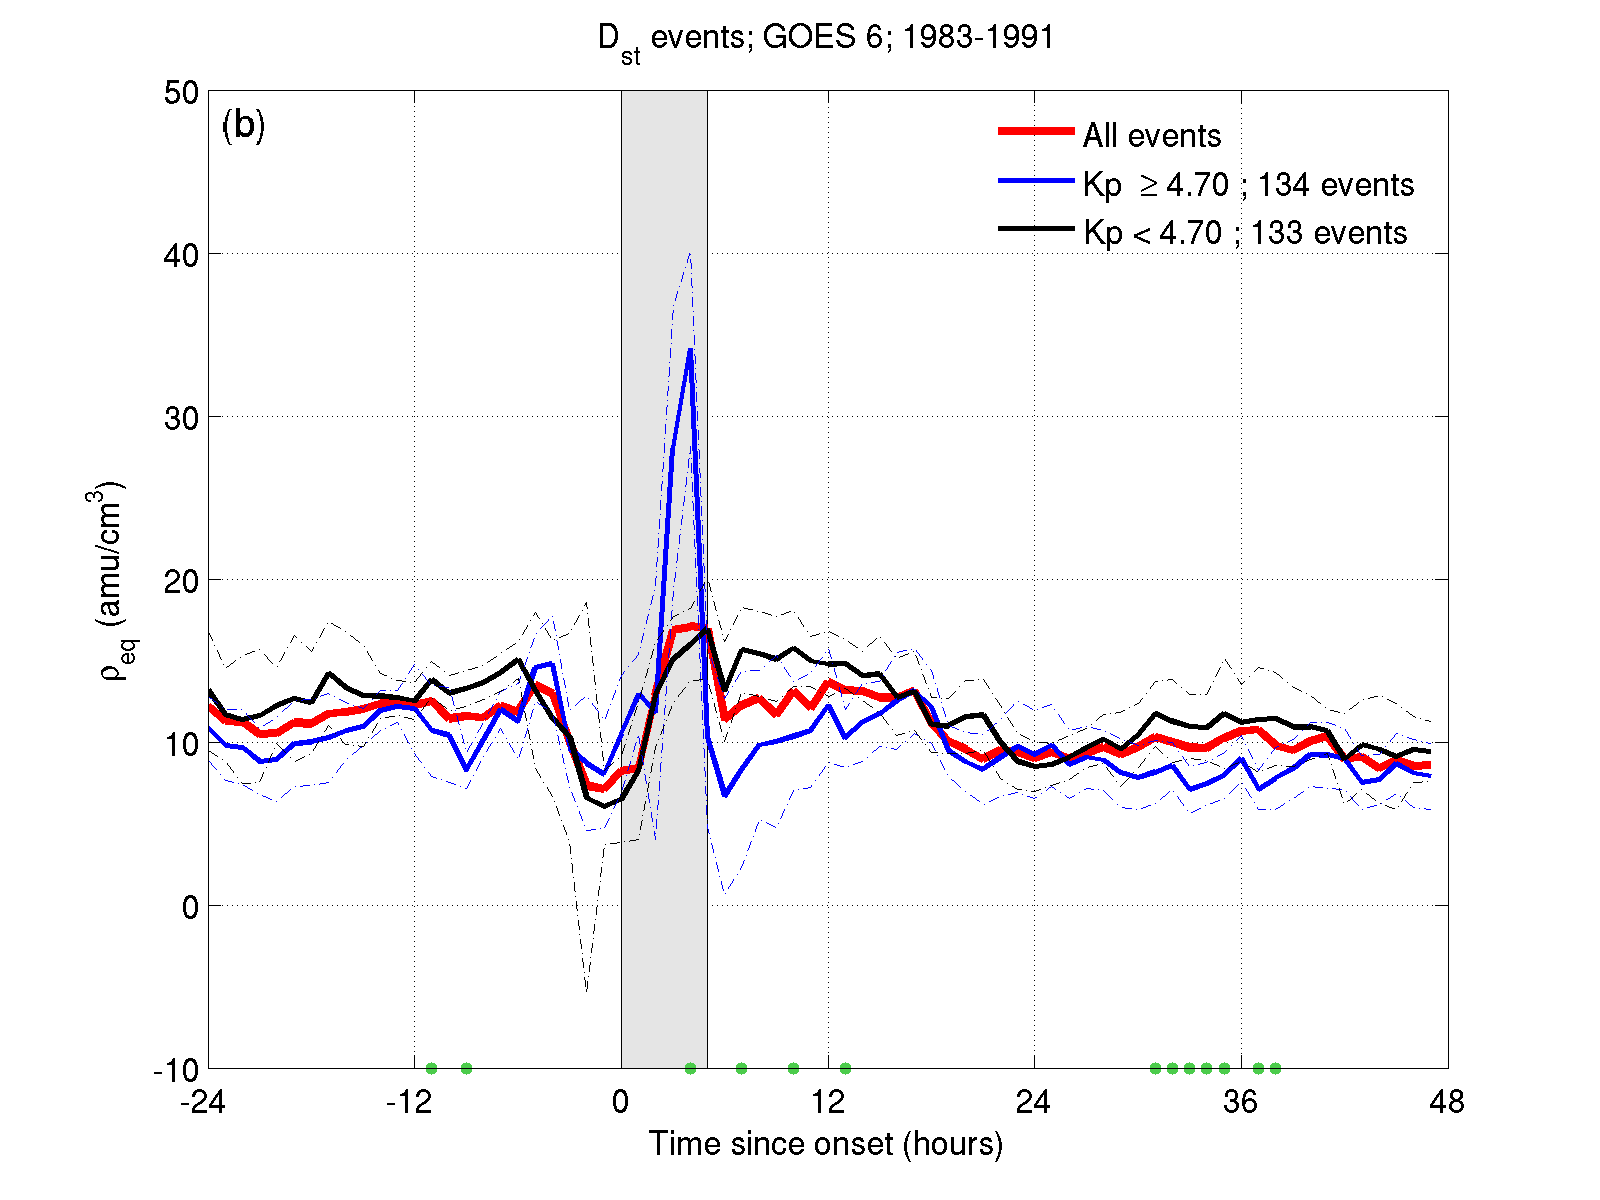 Dst events; GOES 6; 1983-1991
(b)
All events
Kp ≥ 4.70 ; 134 events
Kp < 4.70 ; 133 events
50
40
30
20
10
0
-10
ρeq (amu/cm³)
-24 -12 0 12 24 36 48
Time since onset (hours)